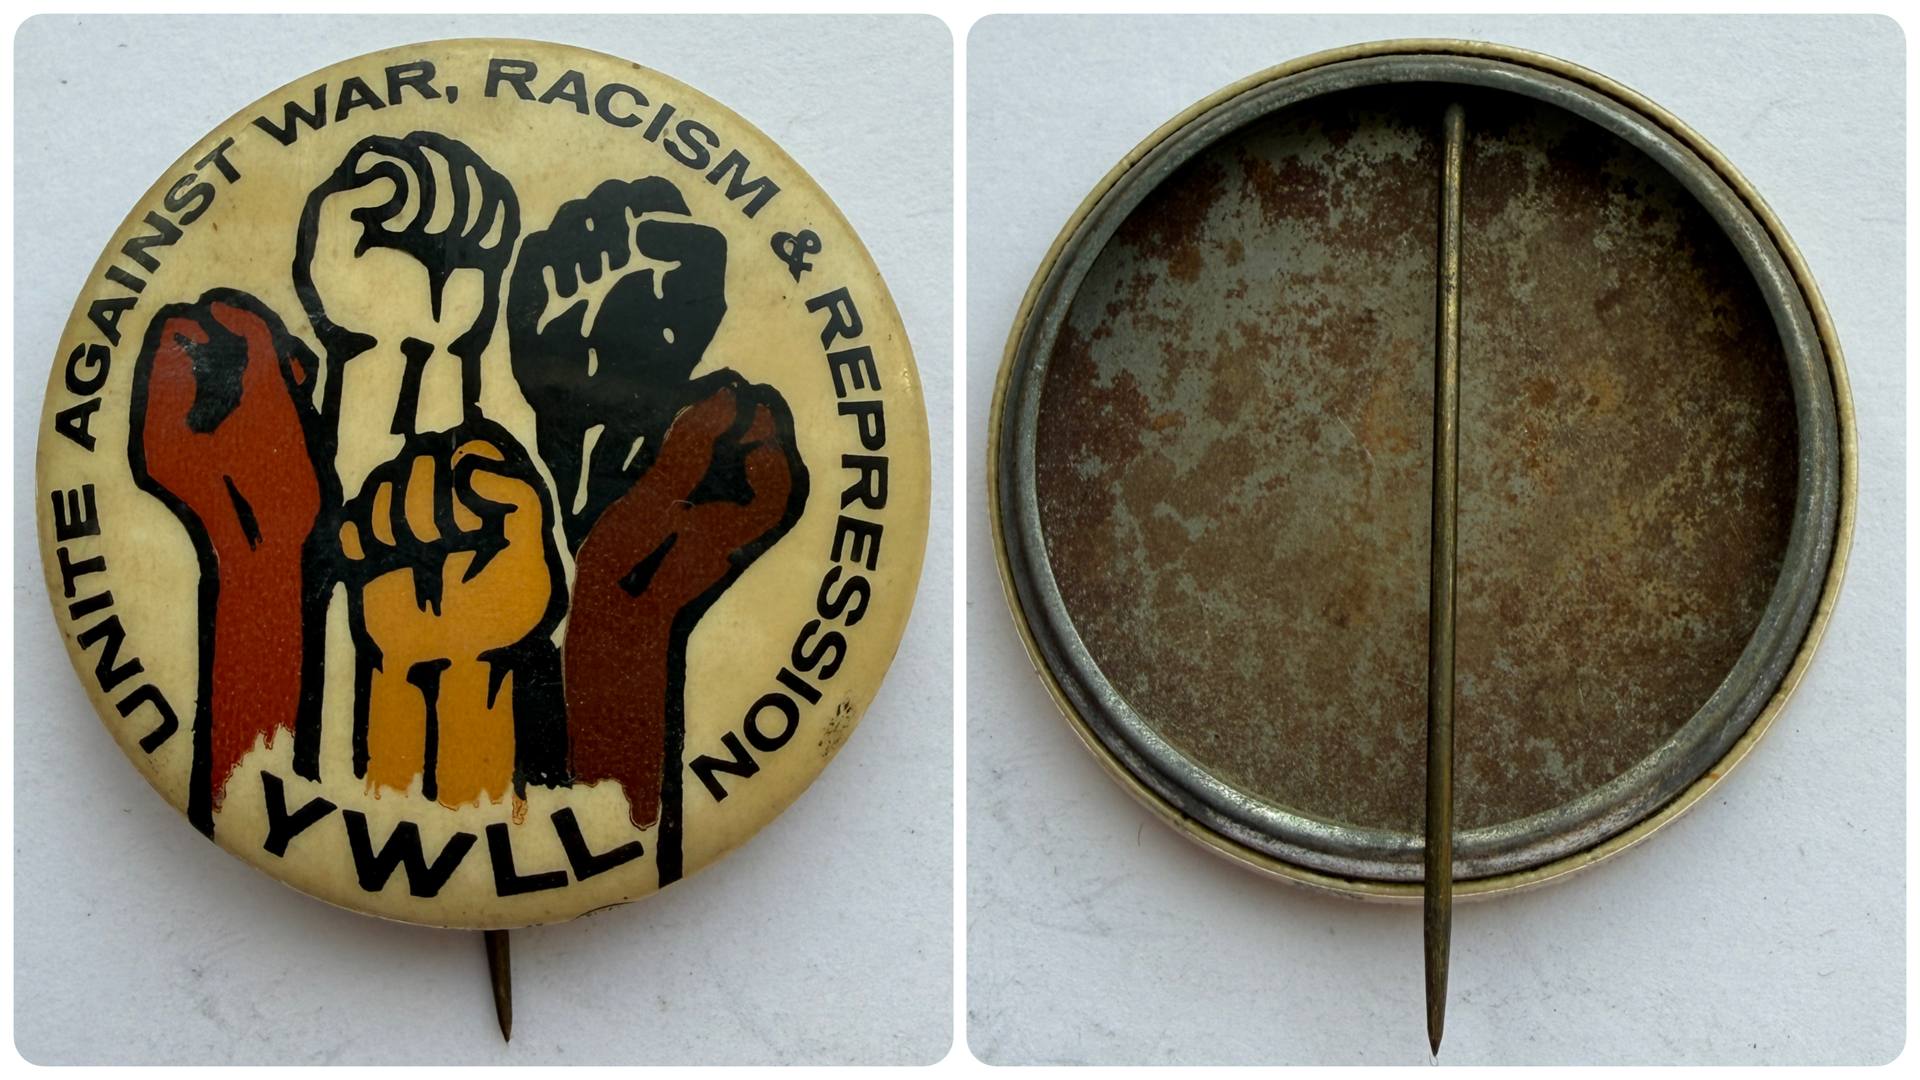 UNITE AGAINST WAR, RACISM & REPRESSION
YWLL